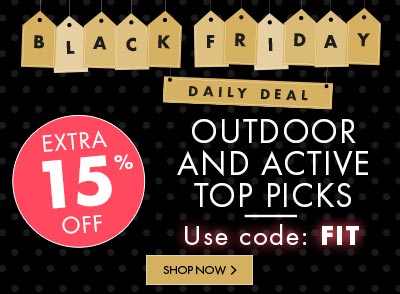 BLACK FRIDAY
DAILY DEAL
EXTRA
15%
OFF
OUTDOOR
AND ACTIVE
TOP PICKS
Use code: FIT
SHOP NOW >